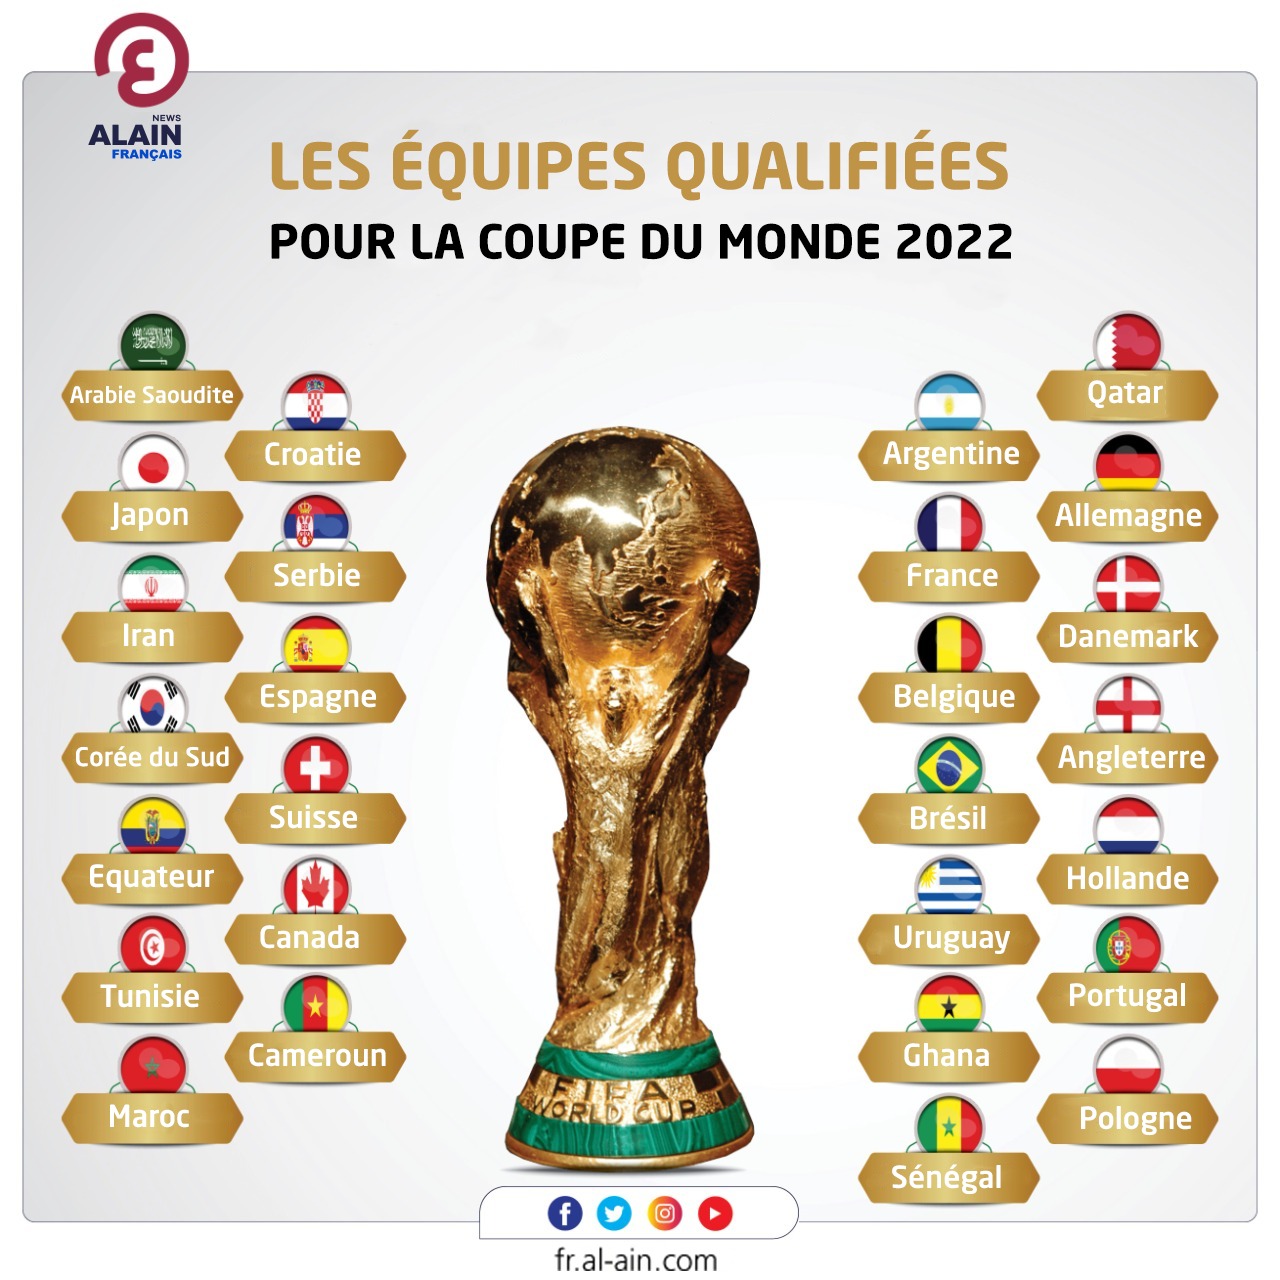 NEWS
ALAIN
FRANÇAIS
LES ÉQUIPES QUALIFIÉES
POUR LA COUPE DU MONDE 2022
Arabie Saoudite
Japon
Iran
Corée du Sud
Equateur
Tunisie
Maroc
Croatie
Serbie
Espagne
Suisse
Canada
Cameroun
FIFA
WORLD CUP
Argentine
France
Belgique
Brésil
Uruguay
Ghana
Sénégal
Qatar
Allemagne
Danemark
Angleterre
Hollande
Portugal
Pologne
fr.al-ain.com